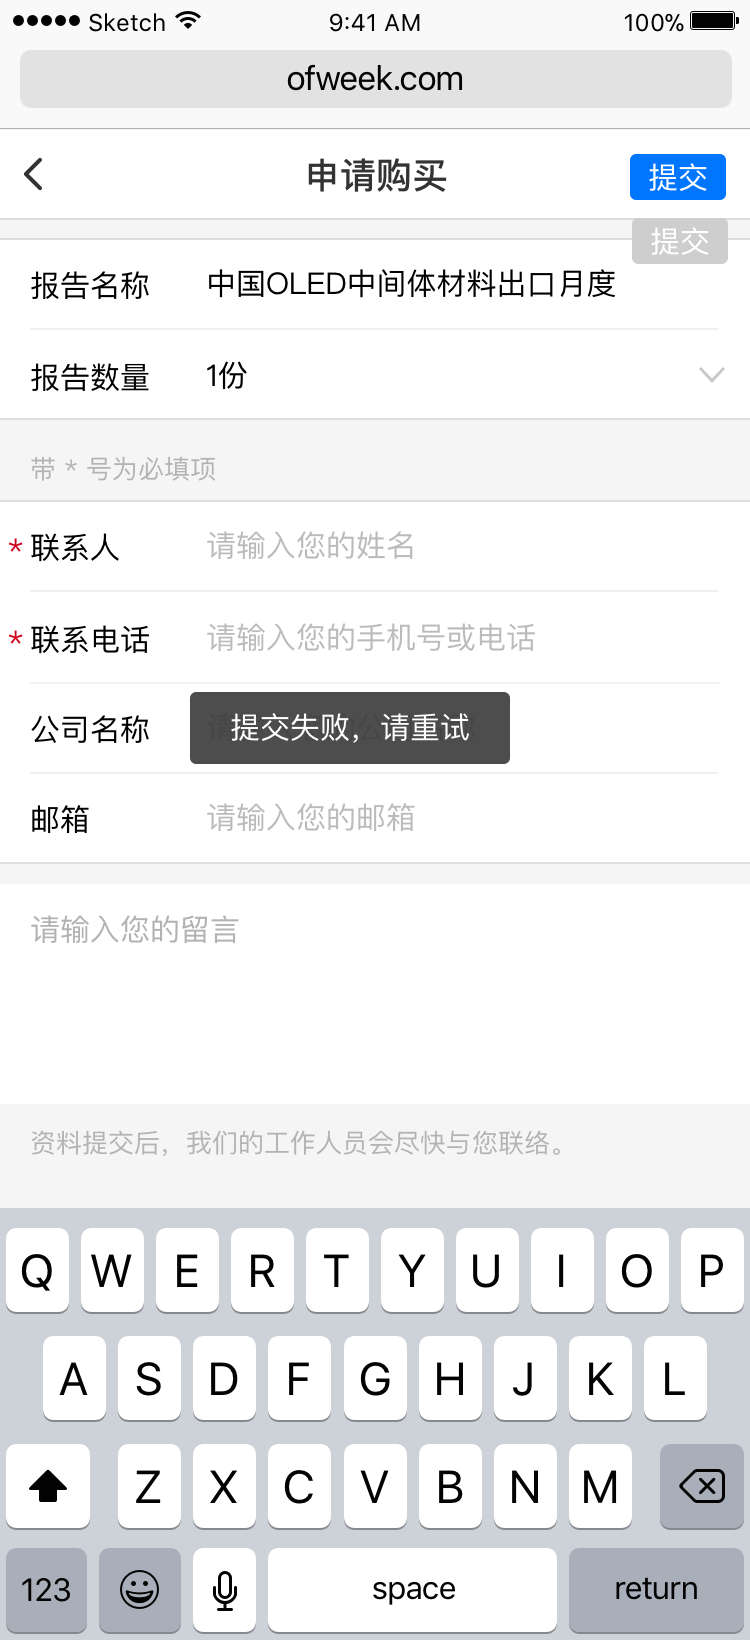 Sketch 9:41 AM 100%
ofweek.com
申请购买 提交
提交
报告名称 中国OLED中间体材料出口月度
报告数量 1份
带 * 号为必填项
* 联系人 请输入您的姓名
* 联系电话 请输入您的手机号或电话
公司名称 提交失败，请重试
邮箱 请输入您的邮箱
请输入您的留言
资料提交后，我们的工作人员会尽快与您联络。
Q W E R T Y U I O P
A S D F G H J K L
Z X C V B N M
123 space return